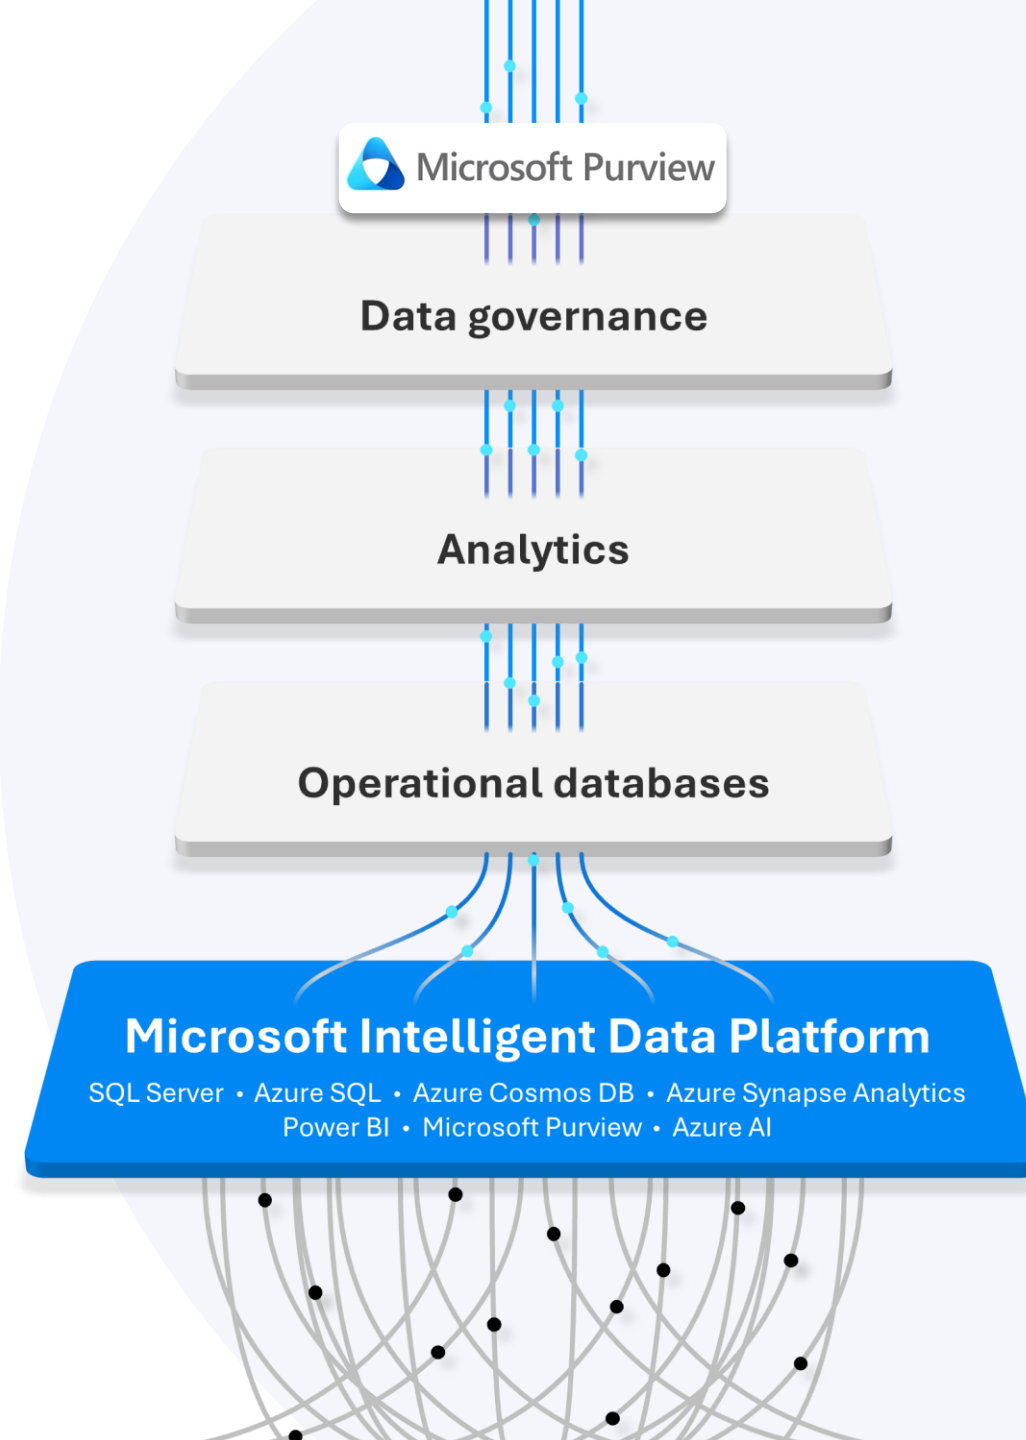 Microsoft Purview
Data governance
Analytics
Operational databases
Microsoft Intelligent Data Platform
SQL Server • Azure SQL • Azure Cosmos DB • Azure Synapse Analytics
Power BI • Microsoft Purview • Azure AI